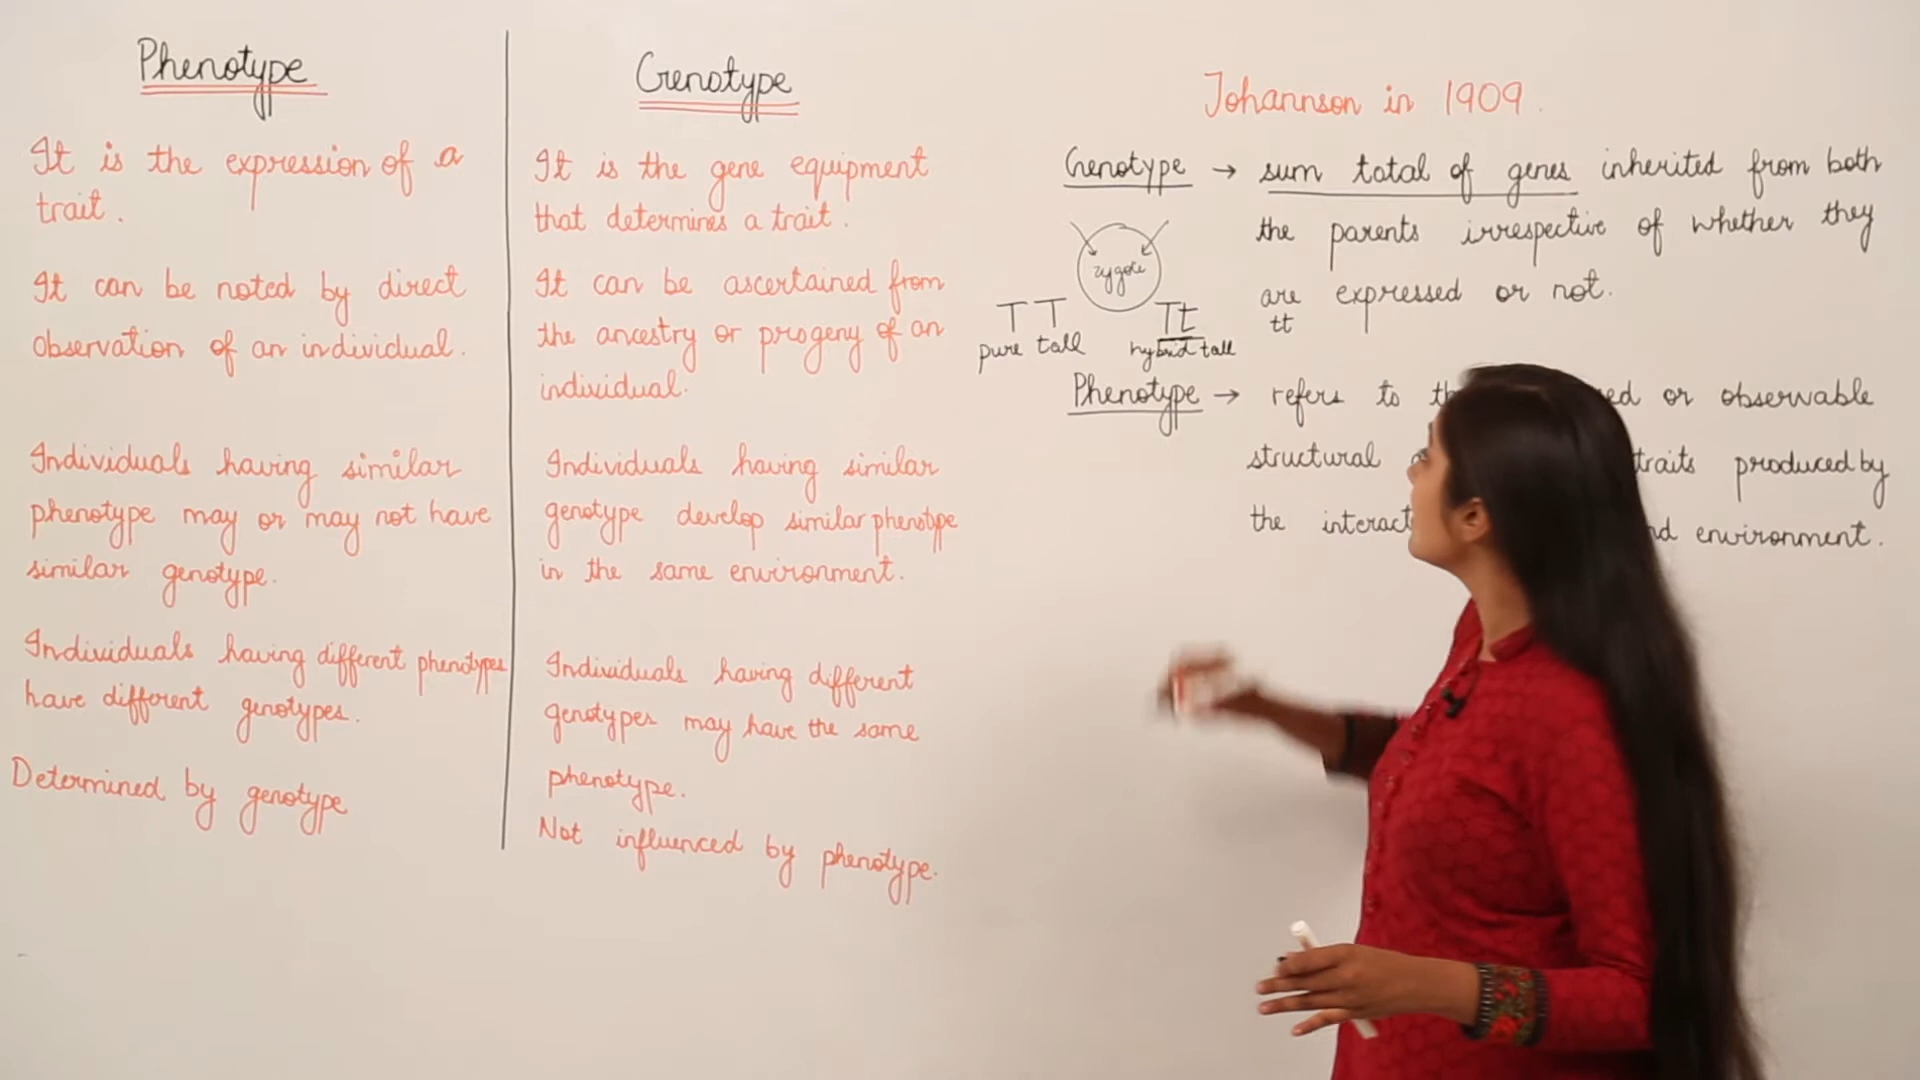 Phenotype
It is the expression of a
trait.
It can be noted by direct
observation of an individual.
Individuals having similar
phenotype may or may not have
similar genotype.
Individuals having different phenotypes
have different genotypes.
Determined by genotype
Genotype
It is the gene equipment
that determines a trait.
It can be ascertained from
the ancestry or progeny of an
individual.
Individuals having similar
genotype develop similar phenotype
in the same environment.
Individuals having different
genotypes may have the same
phenotype.
Not influenced by phenotype.
Johannson in 1909.
Genotype → sum total of genes inherited from both
the parents irrespective of whether they
are expressed or not.
tt
zygote
TT
pure tall
Tt
hybrid tall
Phenotype → refers to or observable
structural traits produced by
the environment.